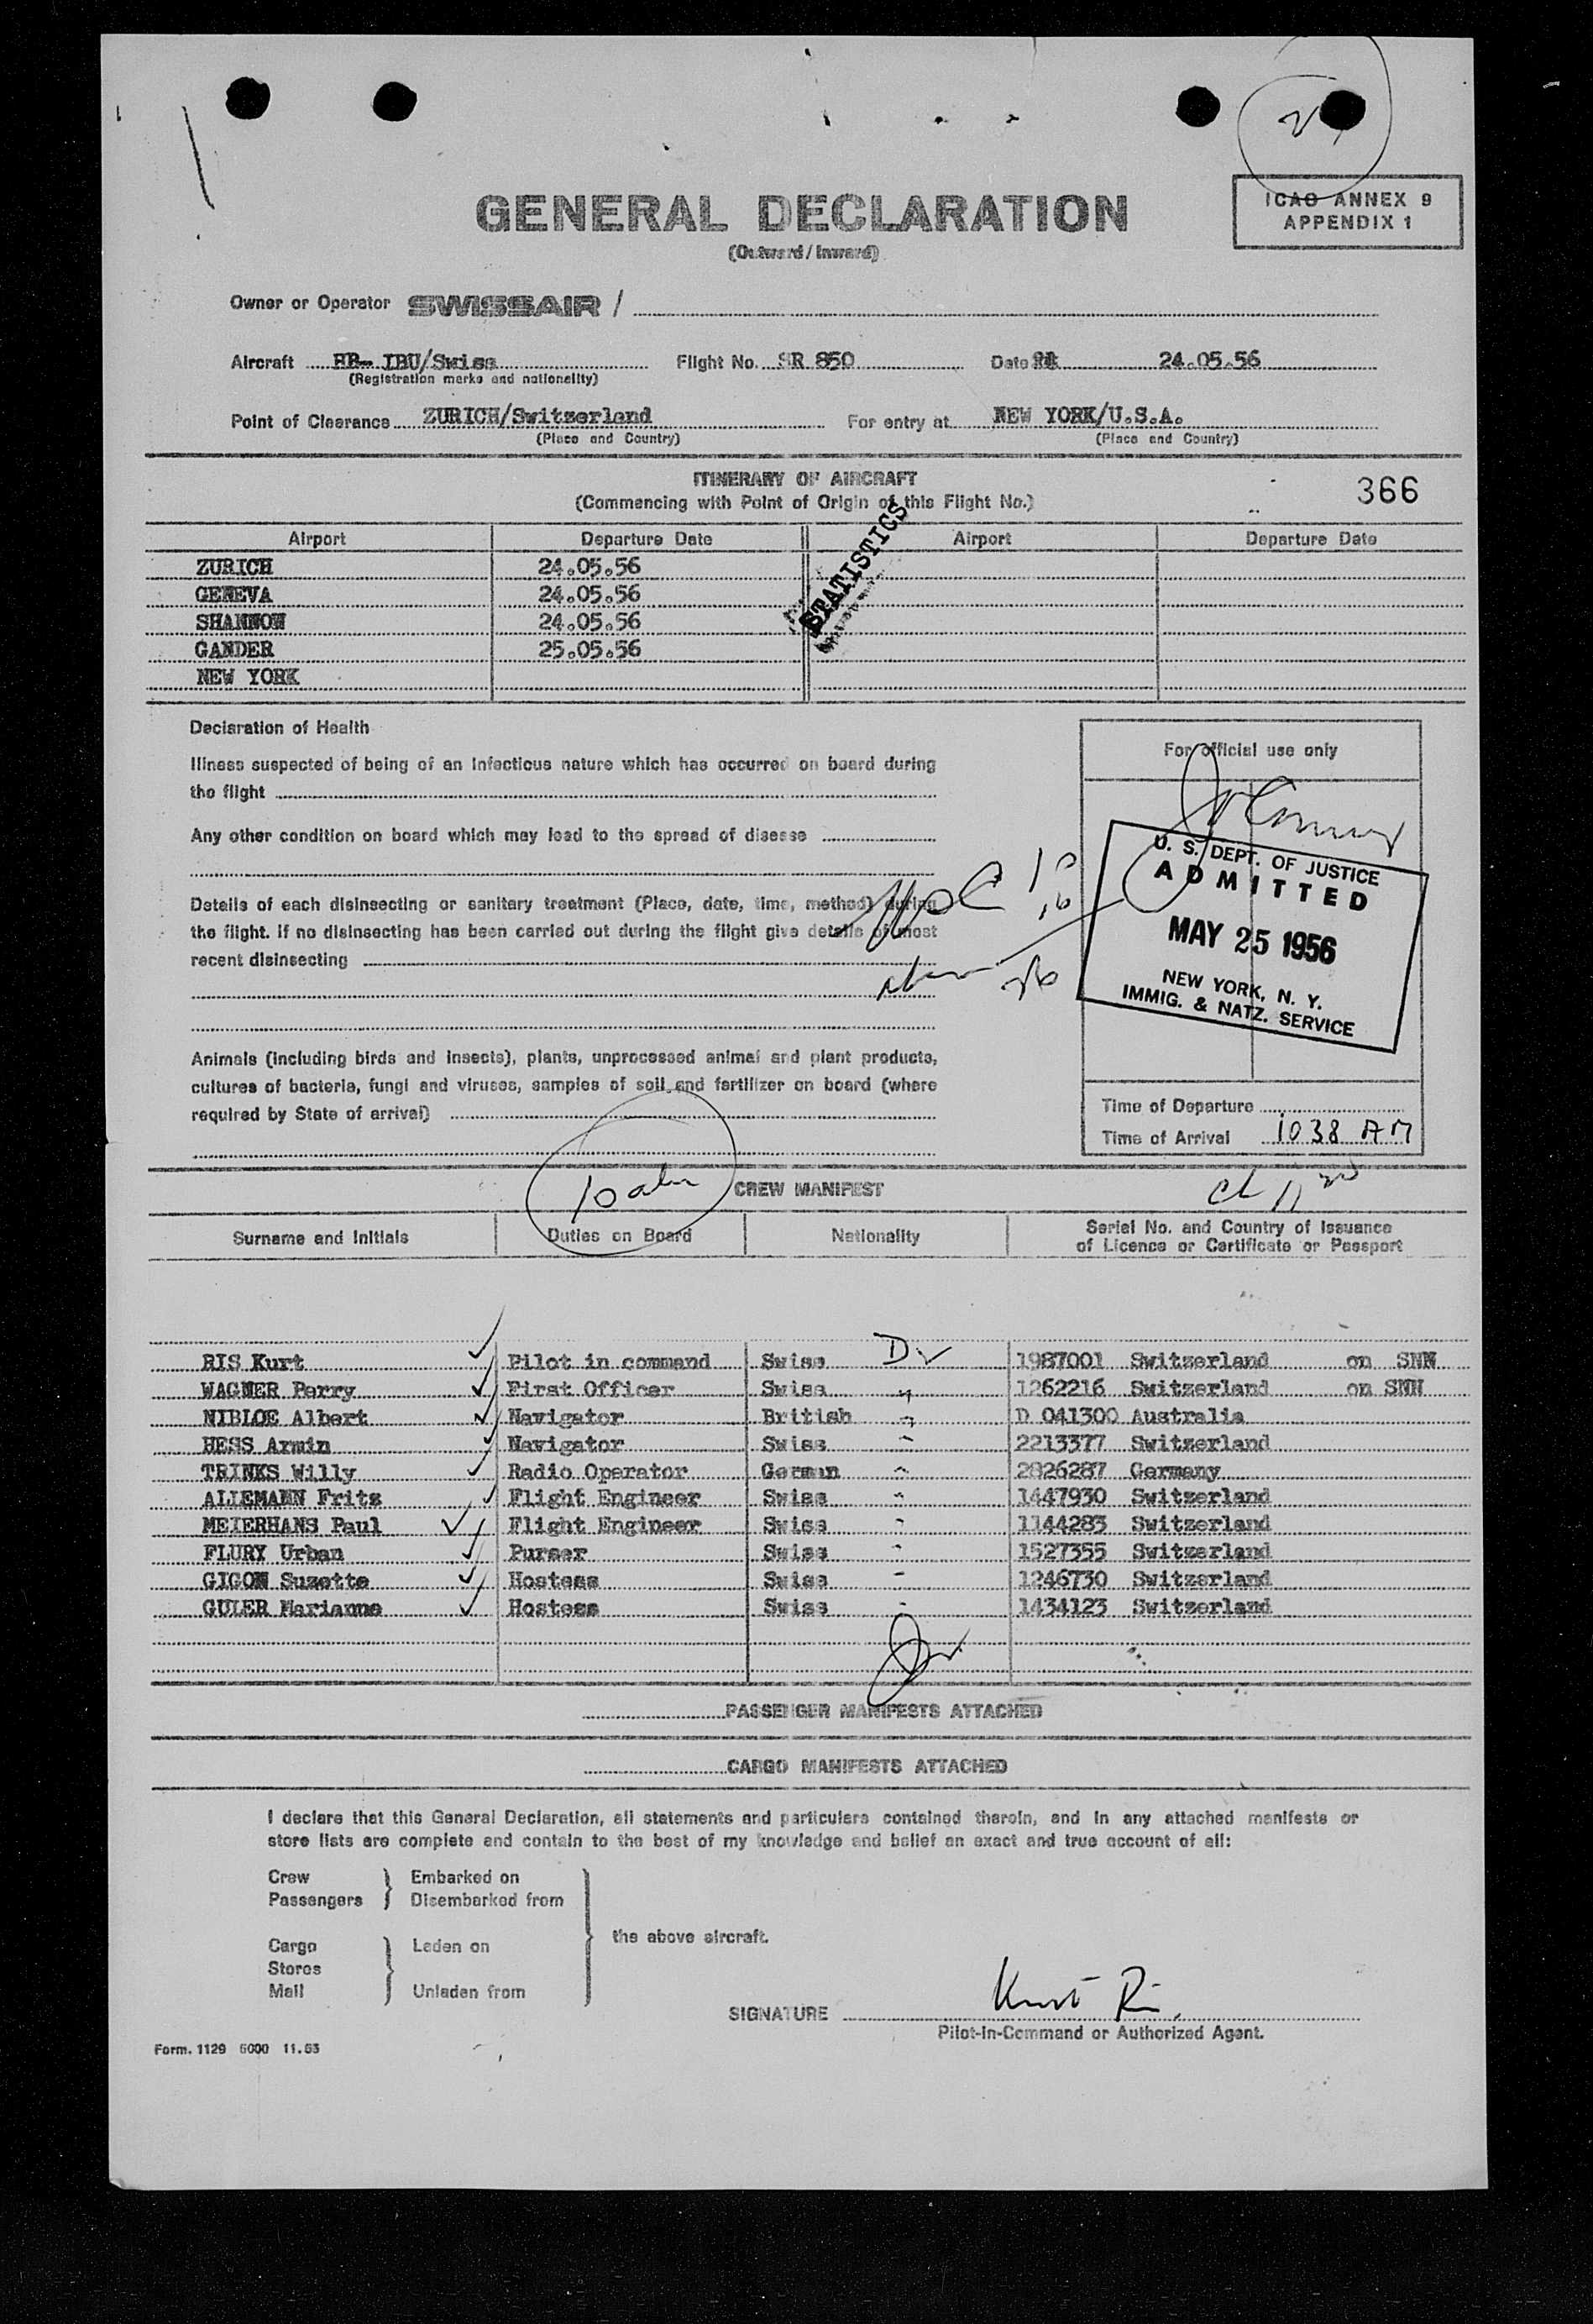 GENERAL DECLARATION
(Outward / Inward)
ICAO ANNEX 9
APPENDIX 1
Owner or Operator SWISSAIR /
Aircraft HB- IBU/Swiss Flight No. SR 850 Date 24.05.56
(Registration marks and nationality)
Point of Clearance ZURICH/Switzerland For entry at NEW YORK/U.S.A.
(Place and Country) (Place and Country)
ITINERARY OF AIRCRAFT
(Commencing with Point of Origin of this Flight No.)
366
Airport Departure Date Airport Departure Date
STATISTICS
ZURICH 24.05.56
GENEVA 24.05.56
SHANNON 24.05.56
GANDER 25.05.56
NEW YORK
Declaration of Health
Illness suspected of being of an infectious nature which has occurred on board during
the flight
Any other condition on board which may lead to the spread of disease
Details of each disinsecting or sanitary treatment (Place, date, time, method) during
the flight. If no disinsecting has been carried out during the flight give details of most
recent disinsecting
Animals (including birds and insects), plants, unprocessed animal and plant products,
cultures of bacteria, fungi and viruses, samples of soil and fertilizer on board (where
required by State of arrival)
For official use only
U. S. DEPT. OF JUSTICE
ADMITTED
MAY 25 1956
NEW YORK, N. Y.
IMMIG. & NATZ. SERVICE
Time of Departure
Time of Arrival 1038 AM
CREW MANIFEST
Surname and Initials Duties on Board Nationality Serial No. and Country of Issuance
of Licence or Certificate or Passport
RIS Kurt Pilot in command Swiss D 1987001 Switzerland on SNN
WAGNER Perry First Officer Swiss " 1262216 Switzerland on SNN
NIBLOE Albert Navigator British " D 041300 Australia
HESS Armin Navigator Swiss 2213377 Switzerland
TRINKS Willy Radio Operator German 2826287 Germany
ALLEMANN Fritz Flight Engineer Swiss 1447930 Switzerland
MEIERHANS Paul Flight Engineer Swiss 1144283 Switzerland
FLURY Urban Purser Swiss 1527355 Switzerland
GIGON Suzette Hostess Swiss 1246730 Switzerland
GULER Marianne Hostess Swiss 1434123 Switzerland
PASSENGER MANIFESTS ATTACHED
CARGO MANIFESTS ATTACHED
I declare that this General Declaration, all statements and particulars contained therein, and in any attached manifests or
store lists are complete and contain to the best of my knowledge and belief an exact and true account of all:
Crew Embarked on
Passengers Disembarked from
the above aircraft.
Cargo Laden on
Stores
Mail Unladen from
SIGNATURE Kurt Ris
Pilot-in-Command or Authorized Agent.
Form. 1129 6000 11.53